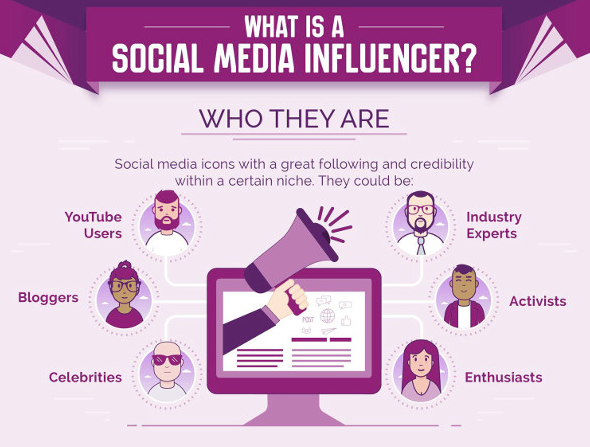 WHAT IS A
SOCIAL MEDIA INFLUENCER?
WHO THEY ARE
Social media icons with a great following and credibility
within a certain niche. They could be:
YouTube
Users
Industry
Experts
Bloggers
Activists
Celebrities
Enthusiasts
POST